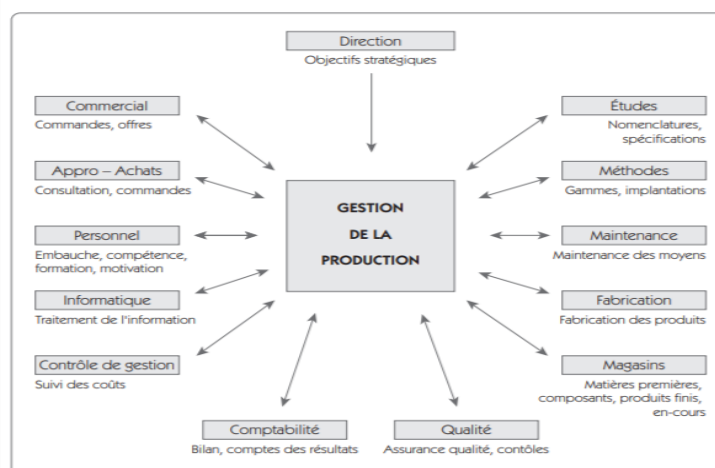 Direction
Objectifs stratégiques
Commercial
Commandes, offres
Appro – Achats
Consultation, commandes
Personnel
Embauche, compétence,
formation, motivation
Informatique
Traitement de l'information
Contrôle de gestion
Suivi des coûts
GESTION
DE LA
PRODUCTION
Études
Nomenclatures,
spécifications
Méthodes
Gammes, implantations
Maintenance
Maintenance des moyens
Fabrication
Fabrication des produits
Magasins
Matières premières,
composants, produits finis,
en-cours
Comptabilité
Bilan, comptes des résultats
Qualité
Assurance qualité, contôles